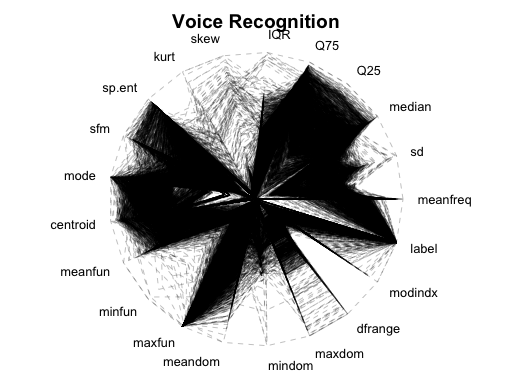 Voice Recognition
IQR
skew
Q75
kurt
Q25
sp.ent
median
sfm
sd
mode
meanfreq
centroid
label
meanfun
modindx
minfun
dfrange
maxfun
maxdom
meandom
mindom